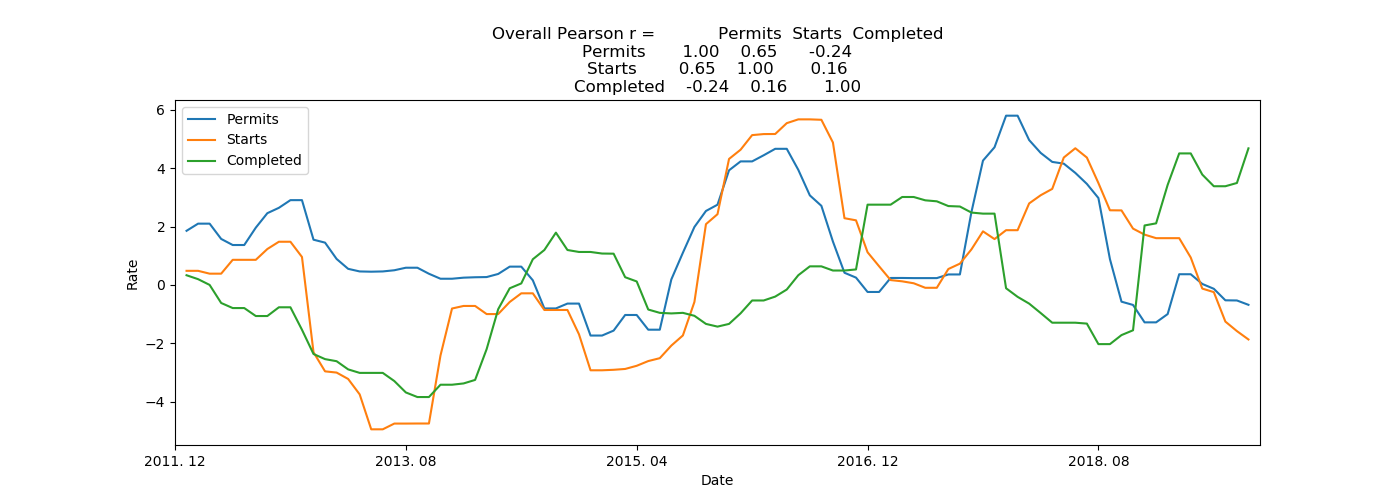 Overall Pearson r = Permits Starts Completed
Permits 1.00 0.65 -0.24
Starts 0.65 1.00 0.16
Completed -0.24 0.16 1.00
6
4
2
0
−2
−4
Rate
Permits
Starts
Completed
2011. 12 2013. 08 2015. 04 2016. 12 2018. 08
Date